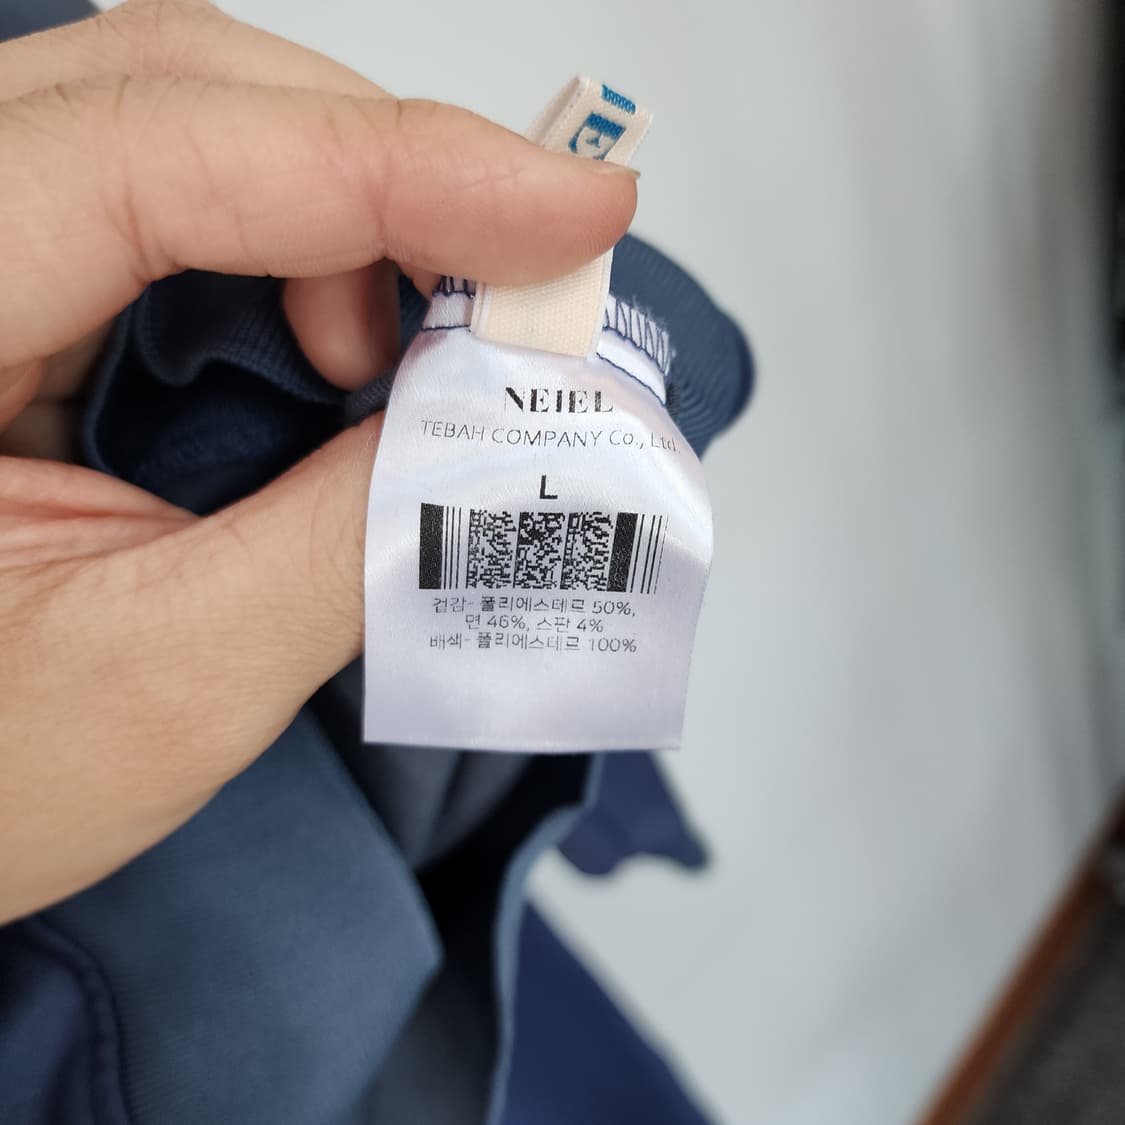 E
NEIEL
TEBAH COMPANY Co., Ltd.
L
겉감- 폴리에스테르 50%,
면 46%, 스판 4%
배색- 폴리에스테르 100%